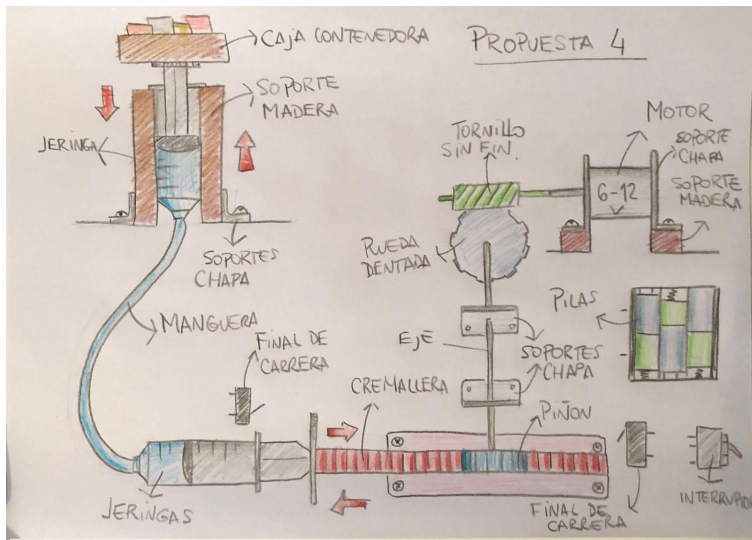 PROPUESTA 4
CAJA CONTENEDORA
SOPORTE
MADERA
JERINGA
SOPORTES
CHAPA
MANGUERA
TORNILLO
SIN FIN.
MOTOR
SOPORTE
CHAPA
SOPORTE
MADERA
6-12
V
RUEDA
DENTADA
PILAS
EJE
SOPORTES
CHAPA
FINAL DE
CARRERA
CREMALLERA
PIÑON
JERINGAS
FINAL DE
CARRERA
INTERRUPTO